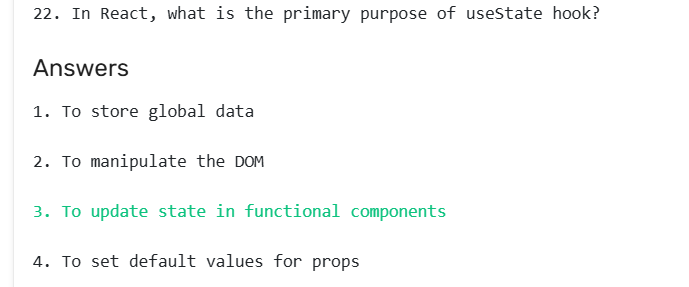 22. In React, what is the primary purpose of useState hook?
Answers
1. To store global data
2. To manipulate the DOM
3. To update state in functional components
4. To set default values for props